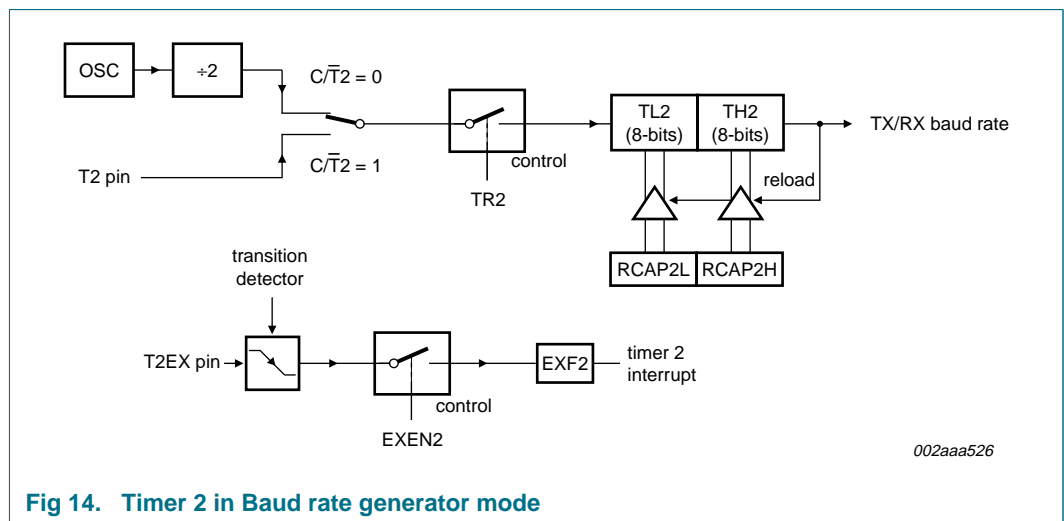 OSC
÷2
C/T̅2 = 0
C/T̅2 = 1
T2 pin
control
TR2
TL2
(8-bits)
TH2
(8-bits)
TX/RX baud rate
reload
RCAP2L
RCAP2H
transition
detector
T2EX pin
control
EXEN2
EXF2
timer 2
interrupt
002aaa526
Fig 14. Timer 2 in Baud rate generator mode